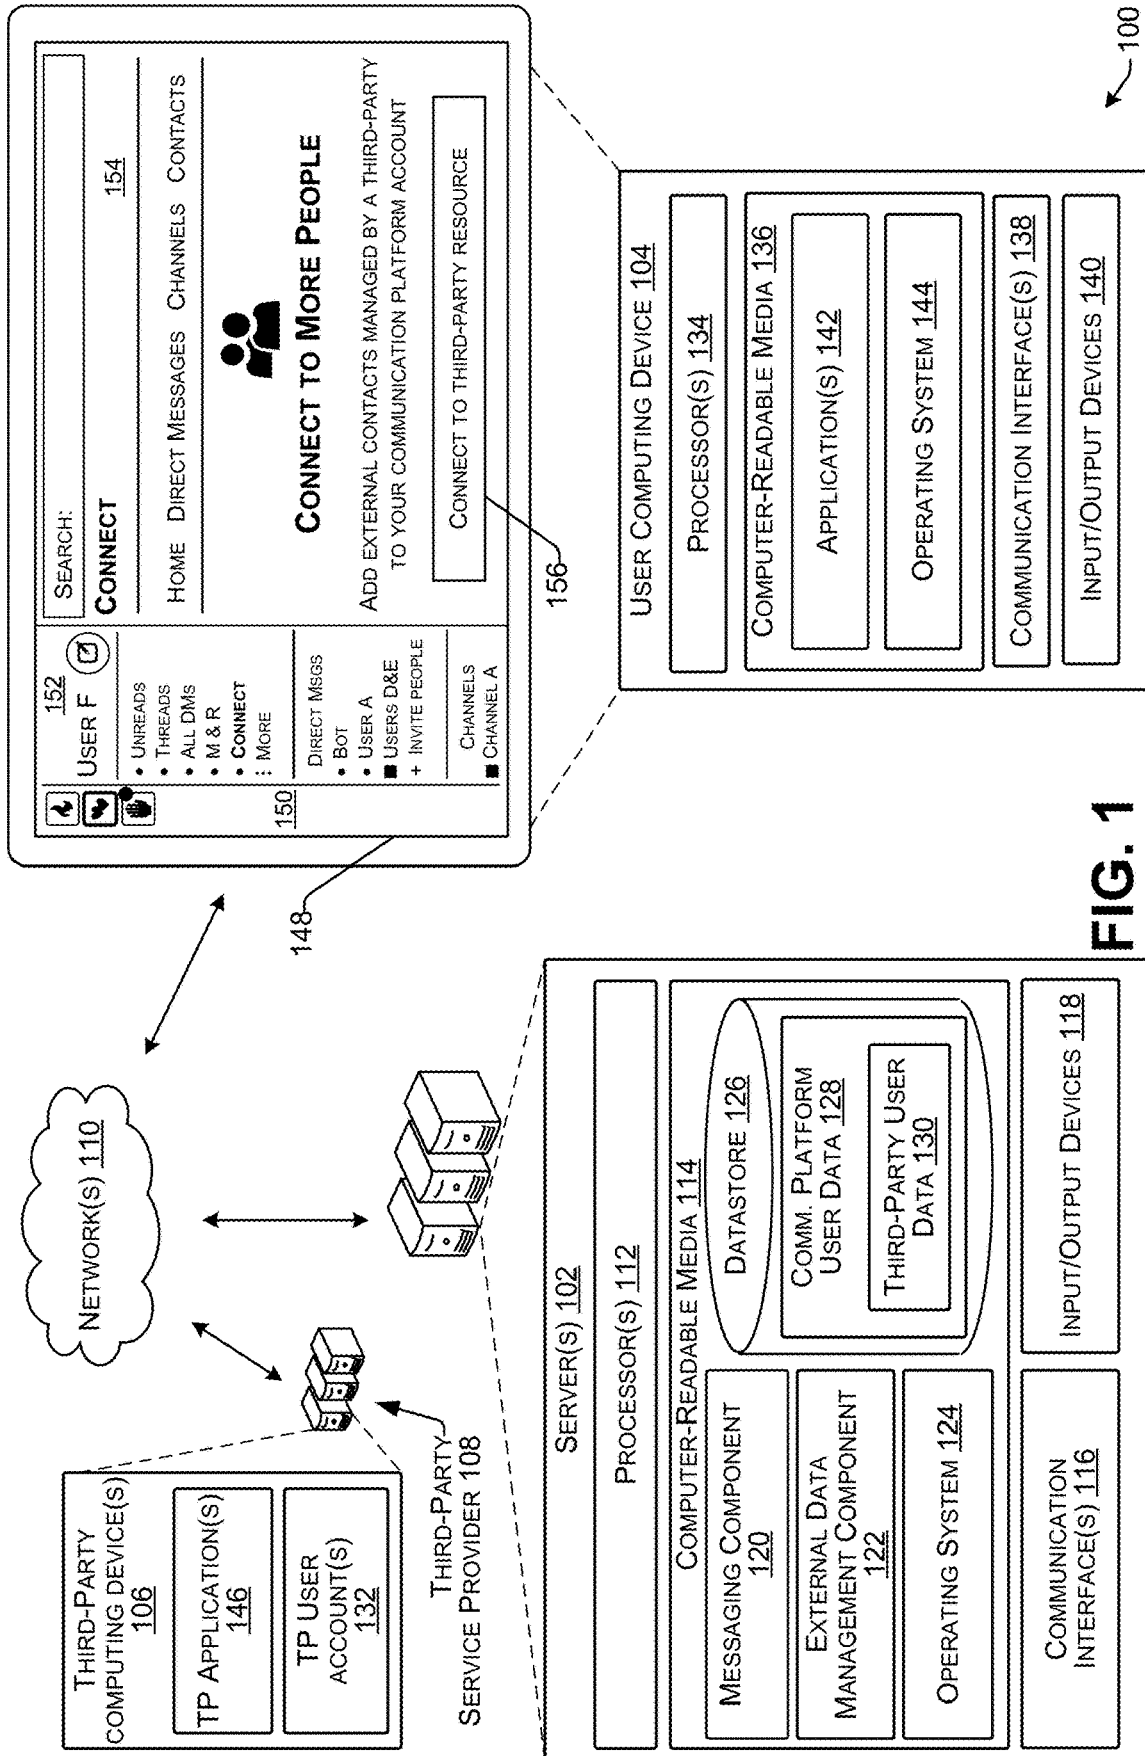 THIRD-PARTY
COMPUTING DEVICE(S)
106
TP APPLICATION(S)
146
TP USER
ACCOUNT(S)
132
THIRD-PARTY
SERVICE PROVIDER 108
NETWORK(S) 110
148
150
152
USER F
• UNREADS
• THREADS
• ALL DMS
• M & R
• CONNECT
⋮ MORE
DIRECT MSGS
• BOT
• USER A
■ USERS D&E
+ INVITE PEOPLE
CHANNELS
■ CHANNEL A
SEARCH:
CONNECT
154
HOME DIRECT MESSAGES CHANNELS CONTACTS
CONNECT TO MORE PEOPLE
ADD EXTERNAL CONTACTS MANAGED BY A THIRD-PARTY
TO YOUR COMMUNICATION PLATFORM ACCOUNT
CONNECT TO THIRD-PARTY RESOURCE
156
SERVER(S) 102
PROCESSOR(S) 112
COMPUTER-READABLE MEDIA 114
MESSAGING COMPONENT
120
EXTERNAL DATA
MANAGEMENT COMPONENT
122
OPERATING SYSTEM 124
DATASTORE 126
COMM. PLATFORM
USER DATA 128
THIRD-PARTY USER
DATA 130
COMMUNICATION
INTERFACE(S) 116
INPUT/OUTPUT DEVICES 118
USER COMPUTING DEVICE 104
PROCESSOR(S) 134
COMPUTER-READABLE MEDIA 136
APPLICATION(S) 142
OPERATING SYSTEM 144
COMMUNICATION INTERFACE(S) 138
INPUT/OUTPUT DEVICES 140
100
FIG. 1